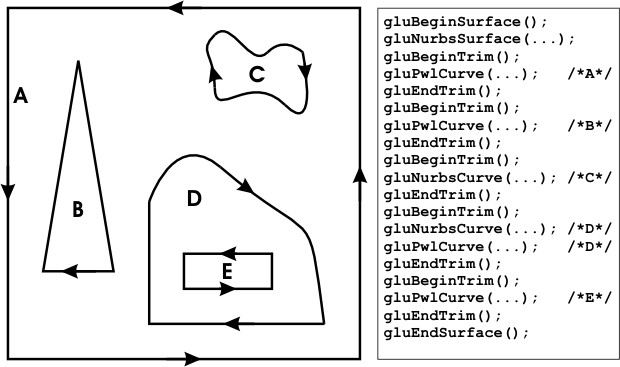 A
B
C
D
E
gluBeginSurface();
gluNurbsSurface(...);
gluBeginTrim();
gluPwlCurve(...); /*A*/
gluEndTrim();
gluBeginTrim();
gluPwlCurve(...); /*B*/
gluEndTrim();
gluBeginTrim();
gluNurbsCurve(...); /*C*/
gluEndTrim();
gluBeginTrim();
gluNurbsCurve(...); /*D*/
gluPwlCurve(...); /*D*/
gluEndTrim();
gluBeginTrim();
gluPwlCurve(...); /*E*/
gluEndTrim();
gluEndSurface();